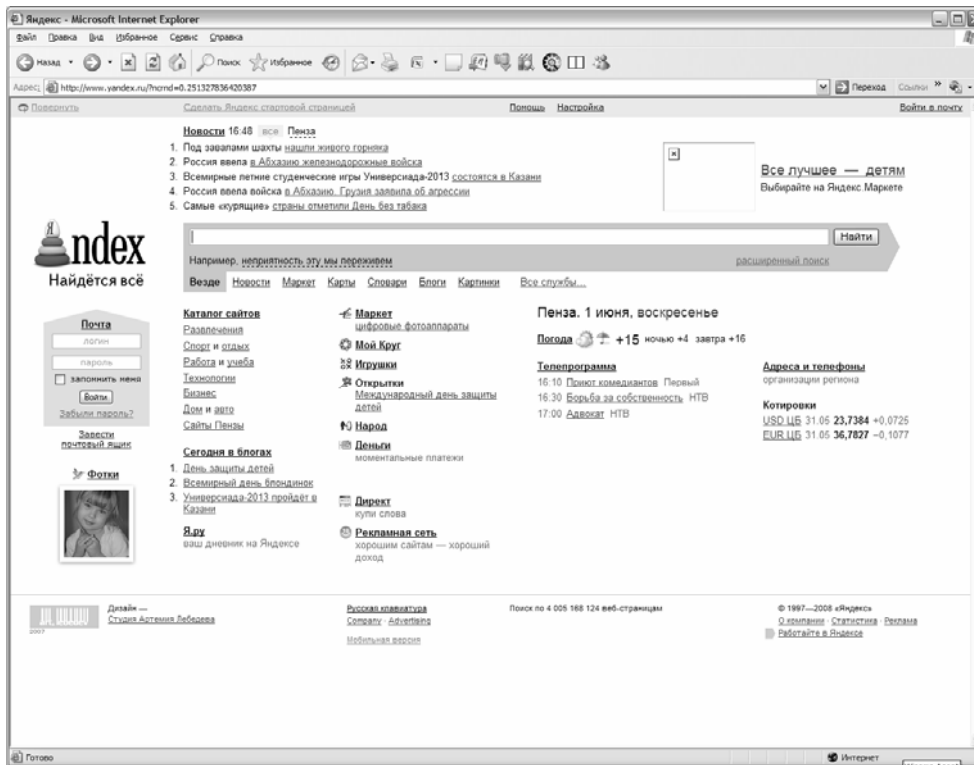 Яндекс - Microsoft Internet Explorer
Файл Правка Вид Избранное Сервис Справка
Назад Поиск Избранное
Адрес: http://www.yandex.ru/?ncrnd=0.251327836420387 Переход Ссылки »
Повернуть Сделать Яндекс стартовой страницей Помощь Настройка Войти в почту
Новости 16:48 все Пенза
1. Под завалами шахты нашли живого горняка
2. Россия ввела в Абхазию железнодорожные войска
3. Всемирные летние студенческие игры Универсиада-2013 состоятся в Казани
4. Россия ввела войска в Абхазию. Грузия заявила об агрессии
5. Самые «курящие» страны отметили День без табака
Все лучшее — детям
Выбирайте на Яндекс.Маркете
Яndex
Найдётся всё
Найти
Например, неприятность эту мы переживем расширенный поиск
Везде Новости Маркет Карты Словари Блоги Картинки Все службы...
Почта
логин
пароль
запомнить меня
Войти
Забыли пароль?
Завести
почтовый ящик
Фотки
Каталог сайтов
Развлечения
Спорт и отдых
Работа и учеба
Технологии
Бизнес
Дом и авто
Сайты Пензы
Сегодня в блогах
1. День защиты детей
2. Всемирный день блондинок
3. Универсиада-2013 пройдёт в
Казани
Я.ру
ваш дневник на Яндексе
Маркет
цифровые фотоаппараты
Мой Круг
Игрушки
Открытки
Международный день защиты
детей
Народ
Деньги
моментальные платежи
Директ
купи слова
Рекламная сеть
хорошим сайтам — хороший
доход
Пенза. 1 июня, воскресенье
Погода +15 ночью +4 завтра +16
Телепрограмма
16:10 Приют комедиантов Первый
16:30 Борьба за собственность НТВ
17:00 Адвокат НТВ
Адреса и телефоны
организации региона
Котировки
USD ЦБ 31.05 23,7384 +0,0725
EUR ЦБ 31.05 36,7827 −0,1077
2007
Дизайн —
Студия Артемия Лебедева
Русская клавиатура
Company · Advertising
Мобильная версия
Поиск по 4 005 168 124 веб-страницам
© 1997—2008 «Яндекс»
О компании · Статистика · Реклама
Работайте в Яндексе
Готово Интернет